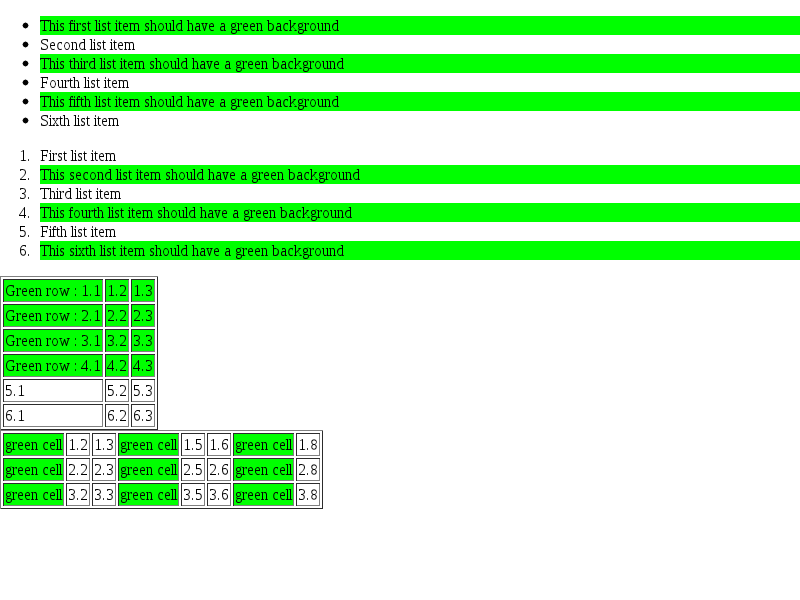 • This first list item should have a green background
• Second list item
• This third list item should have a green background
• Fourth list item
• This fifth list item should have a green background
• Sixth list item
1. First list item
2. This second list item should have a green background
3. Third list item
4. This fourth list item should have a green background
5. Fifth list item
6. This sixth list item should have a green background
Green row : 1.1 1.2 1.3
Green row : 2.1 2.2 2.3
Green row : 3.1 3.2 3.3
Green row : 4.1 4.2 4.3
5.1 5.2 5.3
6.1 6.2 6.3
green cell 1.2 1.3 green cell 1.5 1.6 green cell 1.8
green cell 2.2 2.3 green cell 2.5 2.6 green cell 2.8
green cell 3.2 3.3 green cell 3.5 3.6 green cell 3.8